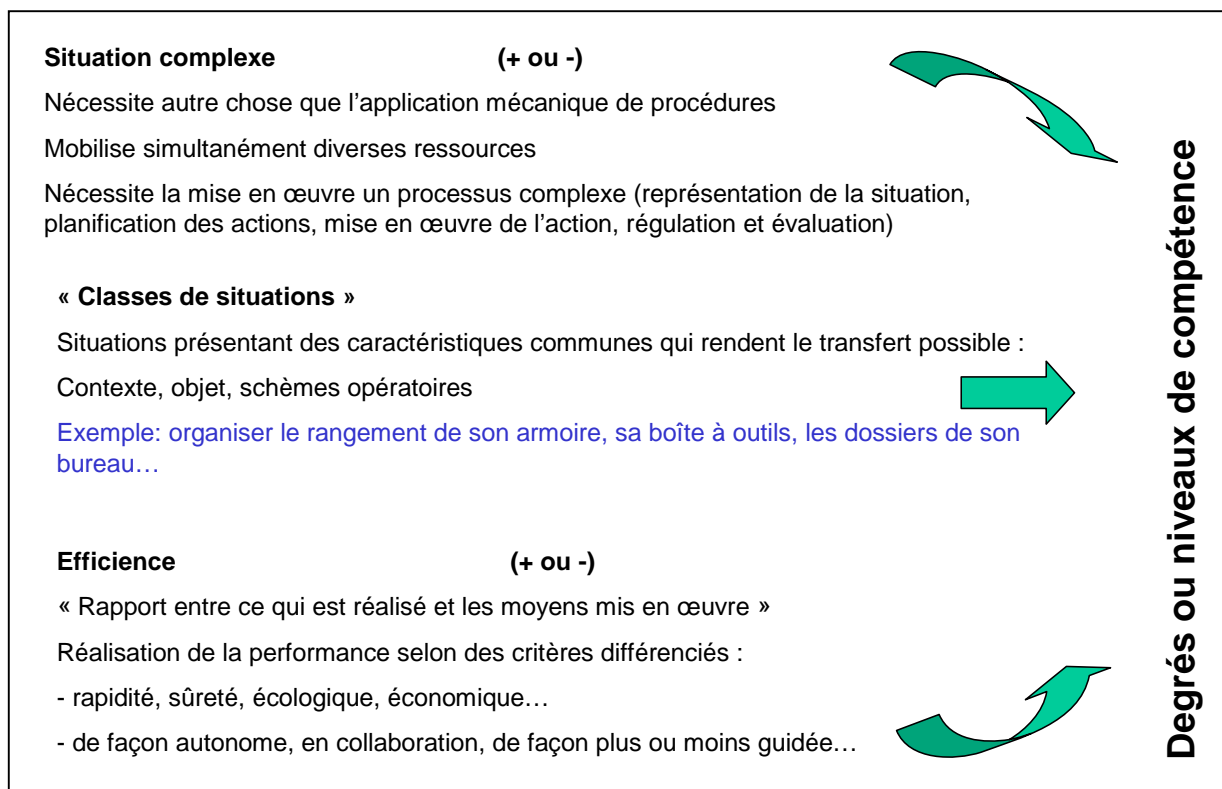 Situation complexe (+ ou -)
Nécessite autre chose que l’application mécanique de procédures
Mobilise simultanément diverses ressources
Nécessite la mise en œuvre un processus complexe (représentation de la situation,
planification des actions, mise en œuvre de l’action, régulation et évaluation)
« Classes de situations »
Situations présentant des caractéristiques communes qui rendent le transfert possible :
Contexte, objet, schèmes opératoires
Exemple: organiser le rangement de son armoire, sa boîte à outils, les dossiers de son
bureau…
Efficience (+ ou -)
« Rapport entre ce qui est réalisé et les moyens mis en œuvre »
Réalisation de la performance selon des critères différenciés :
- rapidité, sûreté, écologique, économique…
- de façon autonome, en collaboration, de façon plus ou moins guidée…
Degrés ou niveaux de compétence